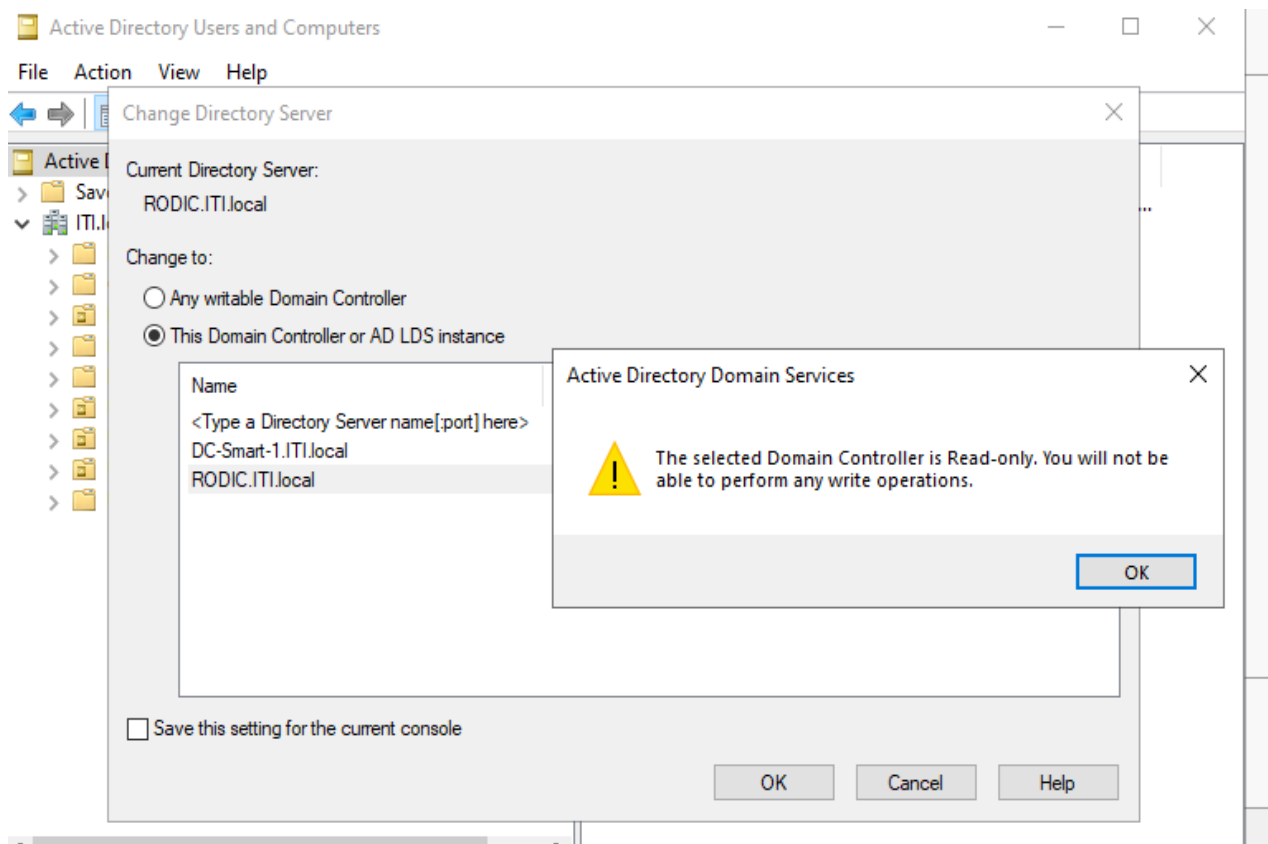 Active Directory Users and Computers
File Action View Help
Change Directory Server
Active
Current Directory Server:
RODIC.ITI.local
Change to:
Any writable Domain Controller
This Domain Controller or AD LDS instance
Name
<Type a Directory Server name[:port] here>
DC-Smart-1.ITI.local
RODIC.ITI.local
Active Directory Domain Services
The selected Domain Controller is Read-only. You will not be
able to perform any write operations.
OK
Save this setting for the current console
OK Cancel Help